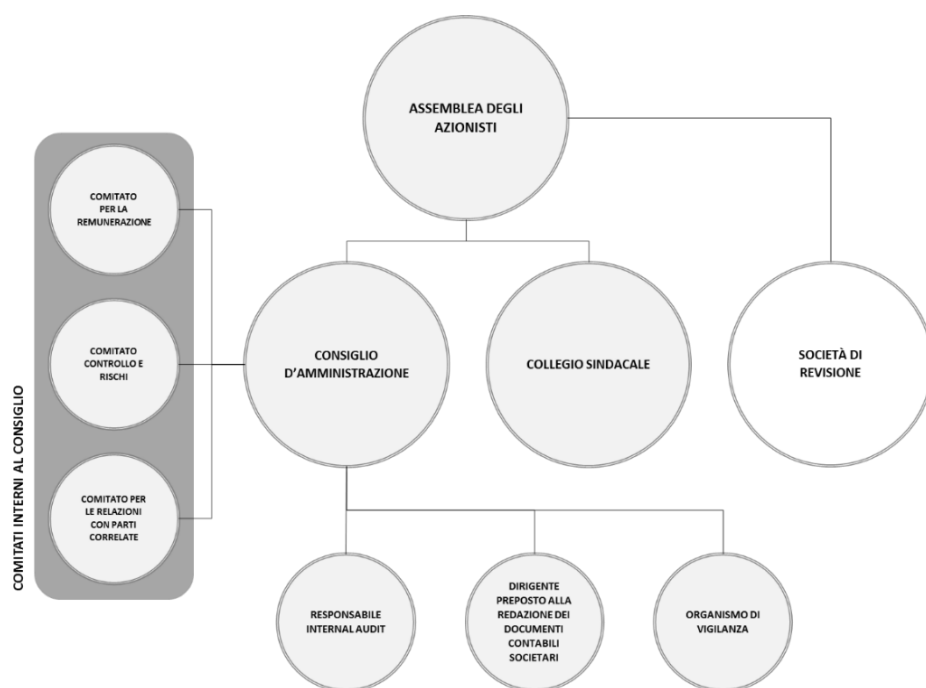 ASSEMBLEA DEGLI
AZIONISTI
COMITATO
PER LA
REMUNERAZIONE
COMITATO
CONTROLLO E
RISCHI
COMITATO PER
LE RELAZIONI
CON PARTI
CORRELATE
COMITATI INTERNI AL CONSIGLIO
CONSIGLIO
D'AMMINISTRAZIONE
COLLEGIO SINDACALE
SOCIETÀ DI
REVISIONE
RESPONSABILE
INTERNAL AUDIT
DIRIGENTE
PREPOSTO ALLA
REDAZIONE DEI
DOCUMENTI
CONTABILI
SOCIETARI
ORGANISMO DI
VIGILANZA